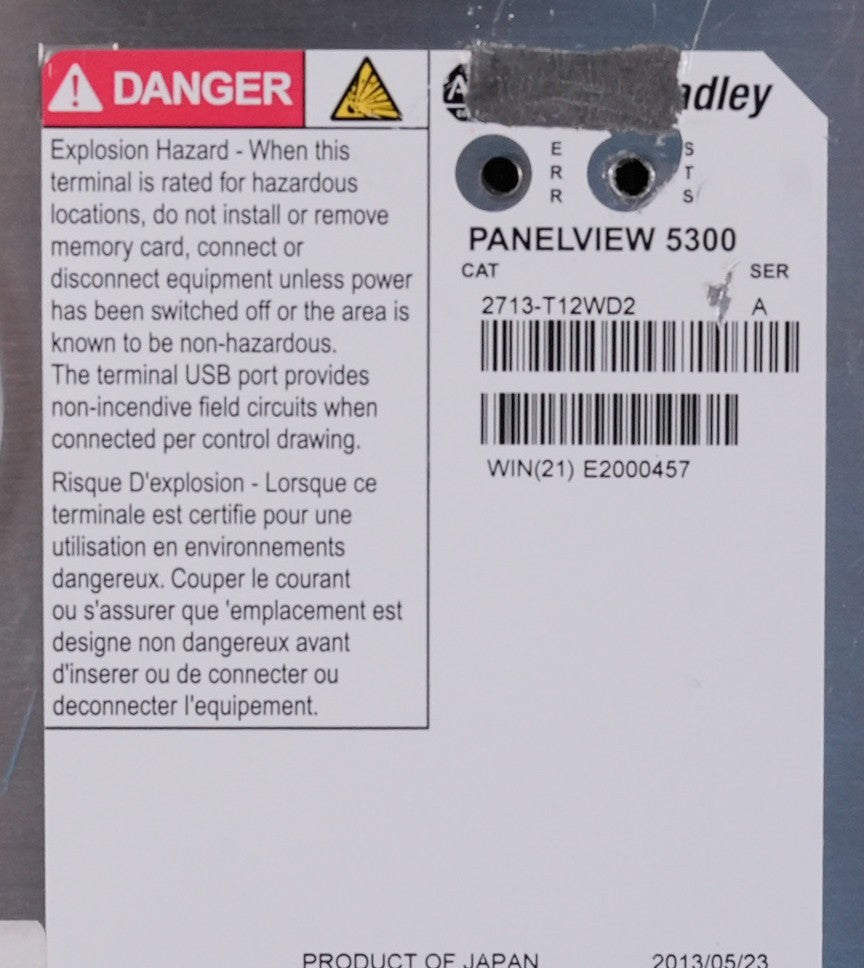 DANGER
Explosion Hazard - When this
terminal is rated for hazardous
locations, do not install or remove
memory card, connect or
disconnect equipment unless power
has been switched off or the area is
known to be non-hazardous.
The terminal USB port provides
non-incendive field circuits when
connected per control drawing.
Risque D'explosion - Lorsque ce
terminale est certifie pour une
utilisation en environnements
dangereux. Couper le courant
ou s'assurer que 'emplacement est
designe non dangereux avant
d'inserer ou de connecter ou
deconnecter l'equipement.
adley
ERR
STS
PANELVIEW 5300
CAT SER
2713-T12WD2 A
WIN(21) E2000457
PRODUCT OF JAPAN 2013/05/23